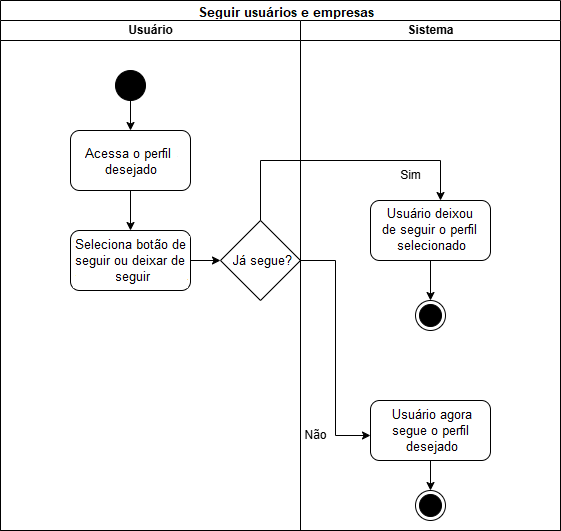 Seguir usuários e empresas
Usuário
Sistema
Acessa o perfil
desejado
Seleciona botão de
seguir ou deixar de
seguir
Já segue?
Sim
Usuário deixou
de seguir o perfil
selecionado
Não
Usuário agora
segue o perfil
desejado